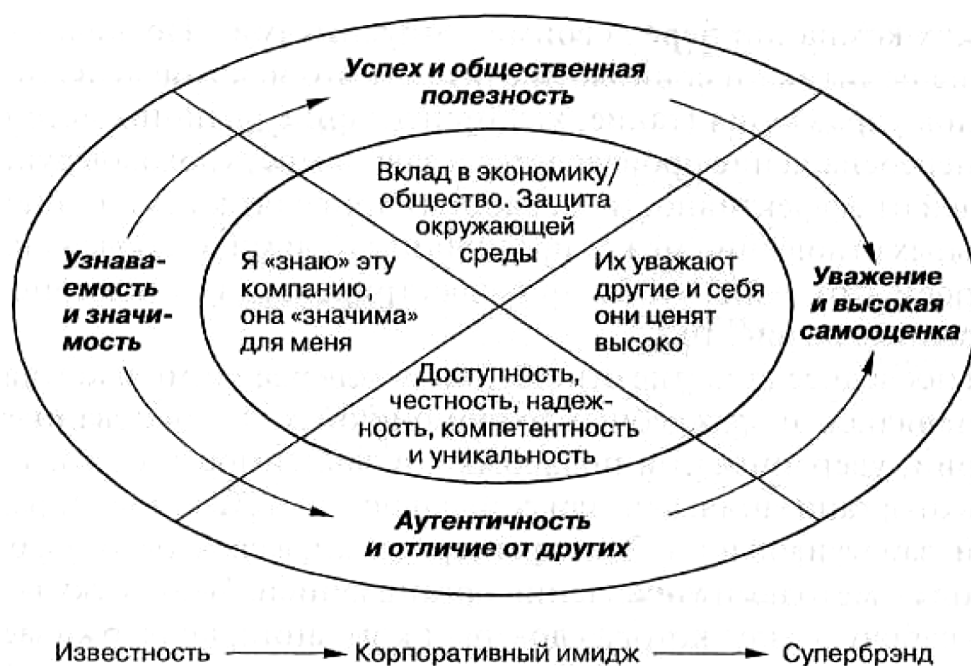 Успех и общественная
полезность
Вклад в экономику/
общество. Защита
окружающей
среды
Узнава-
емость
и значи-
мость
Я «знаю» эту
компанию,
она «значима»
для меня
Их уважают
другие и себя
они ценят
высоко
Уважение
и высокая
самооценка
Доступность,
честность, надеж-
ность, компетентность
и уникальность
Аутентичность
и отличие от других
Известность Корпоративный имидж Супербрэнд